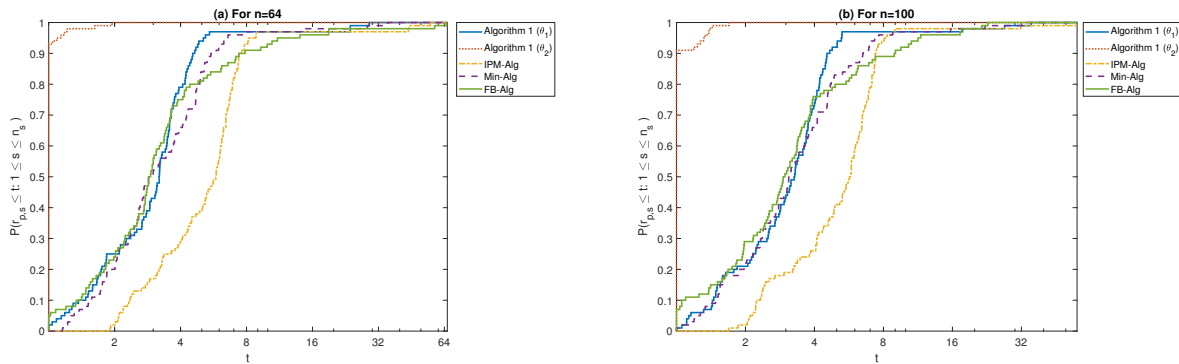 (a) For n=64
P(r_{p,s} ≤ t: 1 ≤ s ≤ n_s)
1
0.9
0.8
0.7
0.6
0.5
0.4
0.3
0.2
0.1
0
2 4 8 16 32 64
t
Algorithm 1 (θ_1)
Algorithm 1 (θ_2)
IPM-Alg
Min-Alg
FB-Alg
(b) For n=100
P(r_{p,s} ≤ t: 1 ≤ s ≤ n_s)
1
0.9
0.8
0.7
0.6
0.5
0.4
0.3
0.2
0.1
0
2 4 8 16 32
t
Algorithm 1 (θ_1)
Algorithm 1 (θ_2)
IPM-Alg
Min-Alg
FB-Alg